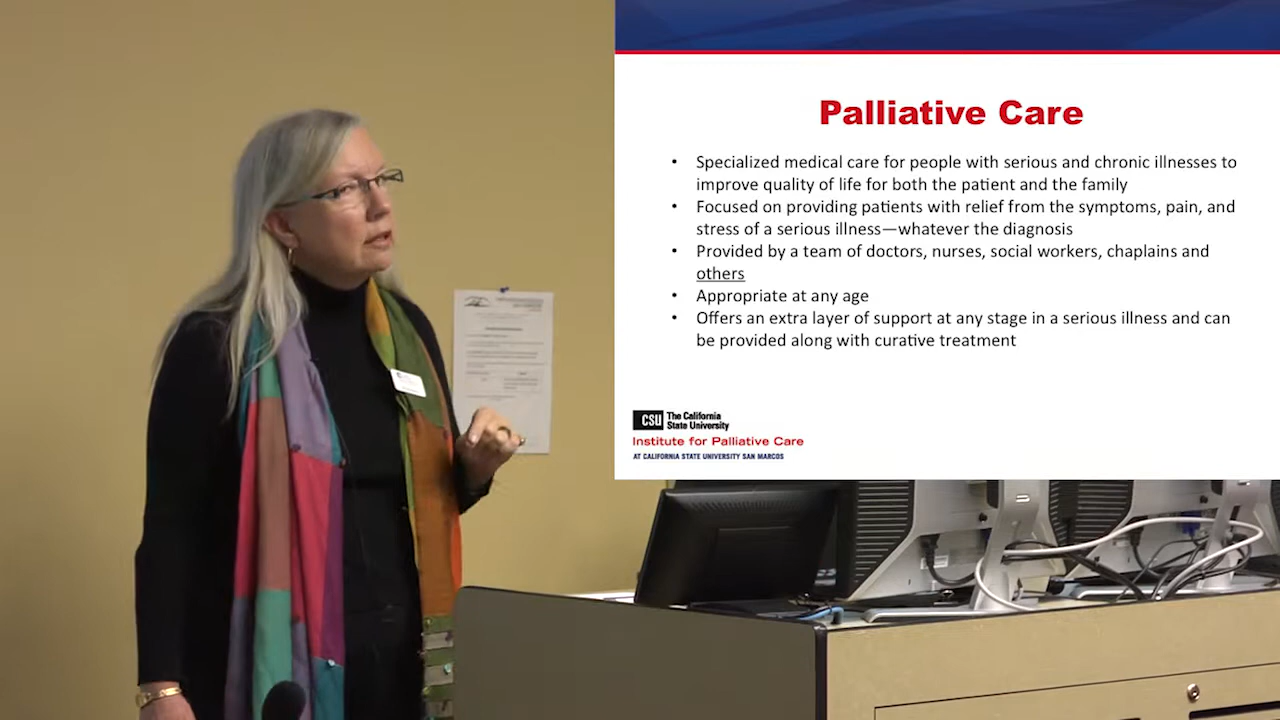 Palliative Care
• Specialized medical care for people with serious and chronic illnesses to
improve quality of life for both the patient and the family
• Focused on providing patients with relief from the symptoms, pain, and
stress of a serious illness—whatever the diagnosis
• Provided by a team of doctors, nurses, social workers, chaplains and
others
• Appropriate at any age
• Offers an extra layer of support at any stage in a serious illness and can
be provided along with curative treatment
CSU The California
State University
Institute for Palliative Care
AT CALIFORNIA STATE UNIVERSITY SAN MARCOS